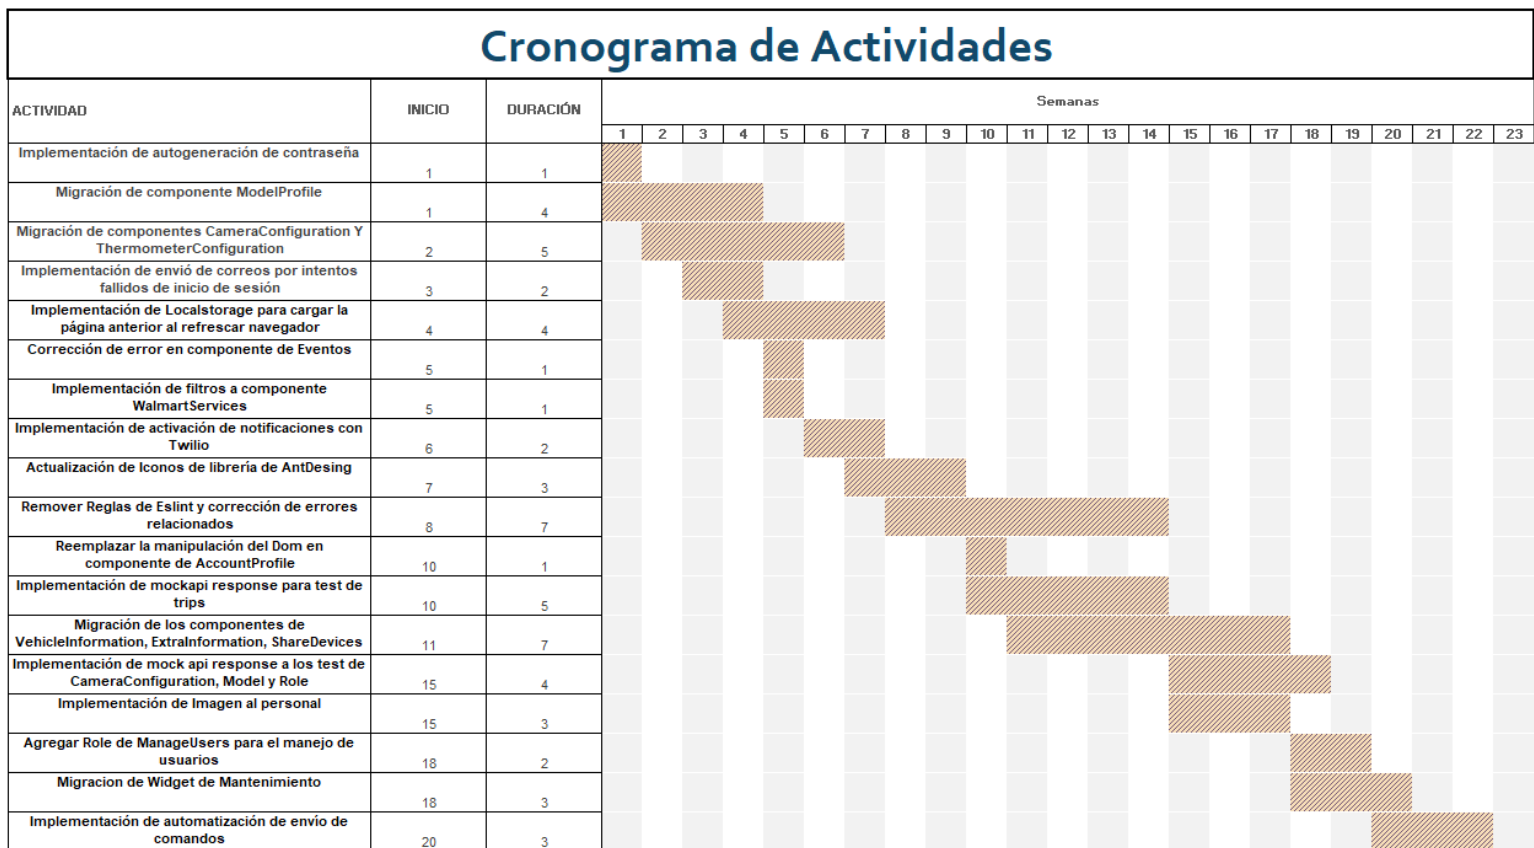 Cronograma de Actividades
ACTIVIDAD INICIO DURACIÓN Semanas
1 2 3 4 5 6 7 8 9 10 11 12 13 14 15 16 17 18 19 20 21 22 23
Implementación de autogeneración de contraseña
1 1
Migración de componente ModelProfile
1 4
Migración de componentes CameraConfiguration Y
ThermometerConfiguration 2 5
Implementación de envió de correos por intentos
fallidos de inicio de sesión 3 2
Implementación de Localstorage para cargar la
página anterior al refrescar navegador 4 4
Corrección de error en componente de Eventos
5 1
Implementación de filtros a componente
WalmartServices 5 1
Implementación de activación de notificaciones con
Twilio 6 2
Actualización de Iconos de librería de AntDesing
7 3
Remover Reglas de Eslint y corrección de errores
relacionados 8 7
Reemplazar la manipulación del Dom en
componente de AccountProfile 10 1
Implementación de mockapi response para test de
trips 10 5
Migración de los componentes de
VehicleInformation, ExtraInformation, ShareDevices 11 7
Implementación de mock api response a los test de
CameraConfiguration, Model y Role 15 4
Implementación de Imagen al personal
15 3
Agregar Role de ManageUsers para el manejo de
usuarios 18 2
Migracion de Widget de Mantenimiento
18 3
Implementación de automatización de envío de
comandos 20 3